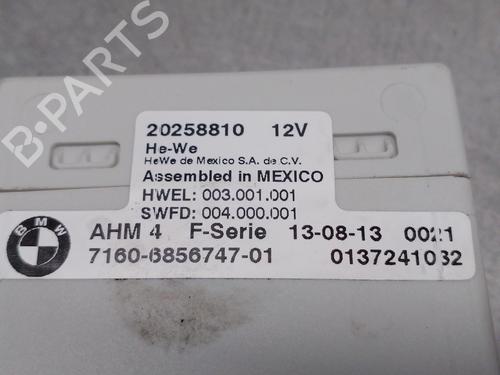 20258810 12V
He-We
HeWe de Mexico S.A. de C.V.
Assembled in MEXICO
HWEL: 003.001.001
SWFD: 004.000.001
BMW
AHM 4 F-Serie 13-08-13 0021
7160-6856747-01 0137241032
B-PARTS